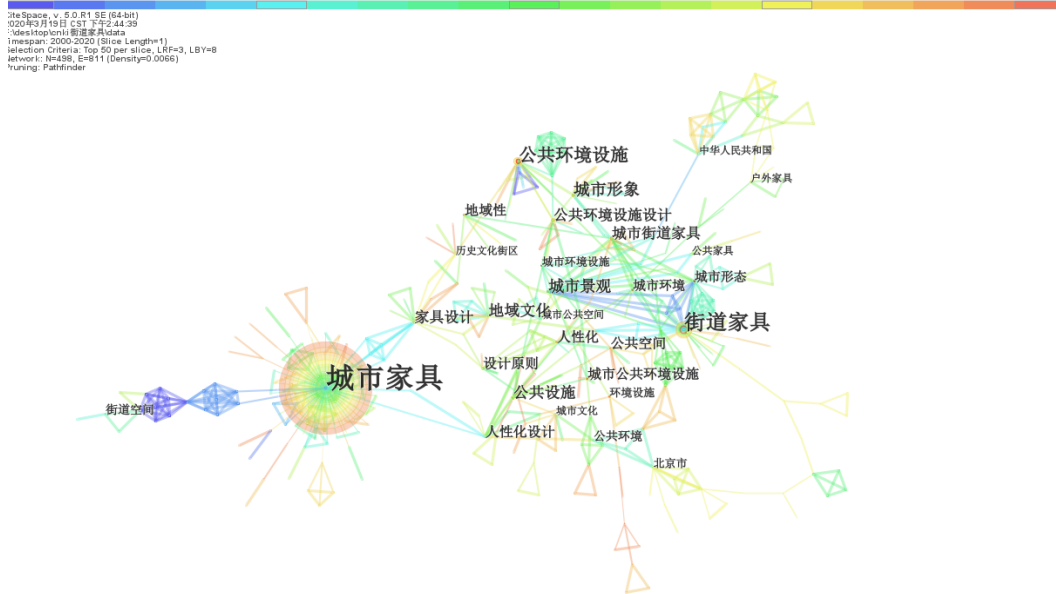 CiteSpace, v. 5.0.R1 SE (64-bit)
2020年3月19日 CST 下午2:44:39
F:\desktop\cnki 街道家具\data
Timespan: 2000-2020 (Slice Length=1)
Selection Criteria: Top 50 per slice, LRF=3, LBY=8
Network: N=498, E=811 (Density=0.0066)
Pruning: Pathfinder
中华人民共和国
公共环境设施
户外家具
城市形象
地域性
公共环境设施设计
城市街道家具
历史文化街区
公共家具
城市环境设施
城市形态
城市景观
城市环境
地域文化
城市公共空间
家具设计
街道家具
人性化
公共空间
设计原则
城市家具
城市公共环境设施
公共设施
环境设施
街道空间
城市文化
人性化设计
公共环境
北京市